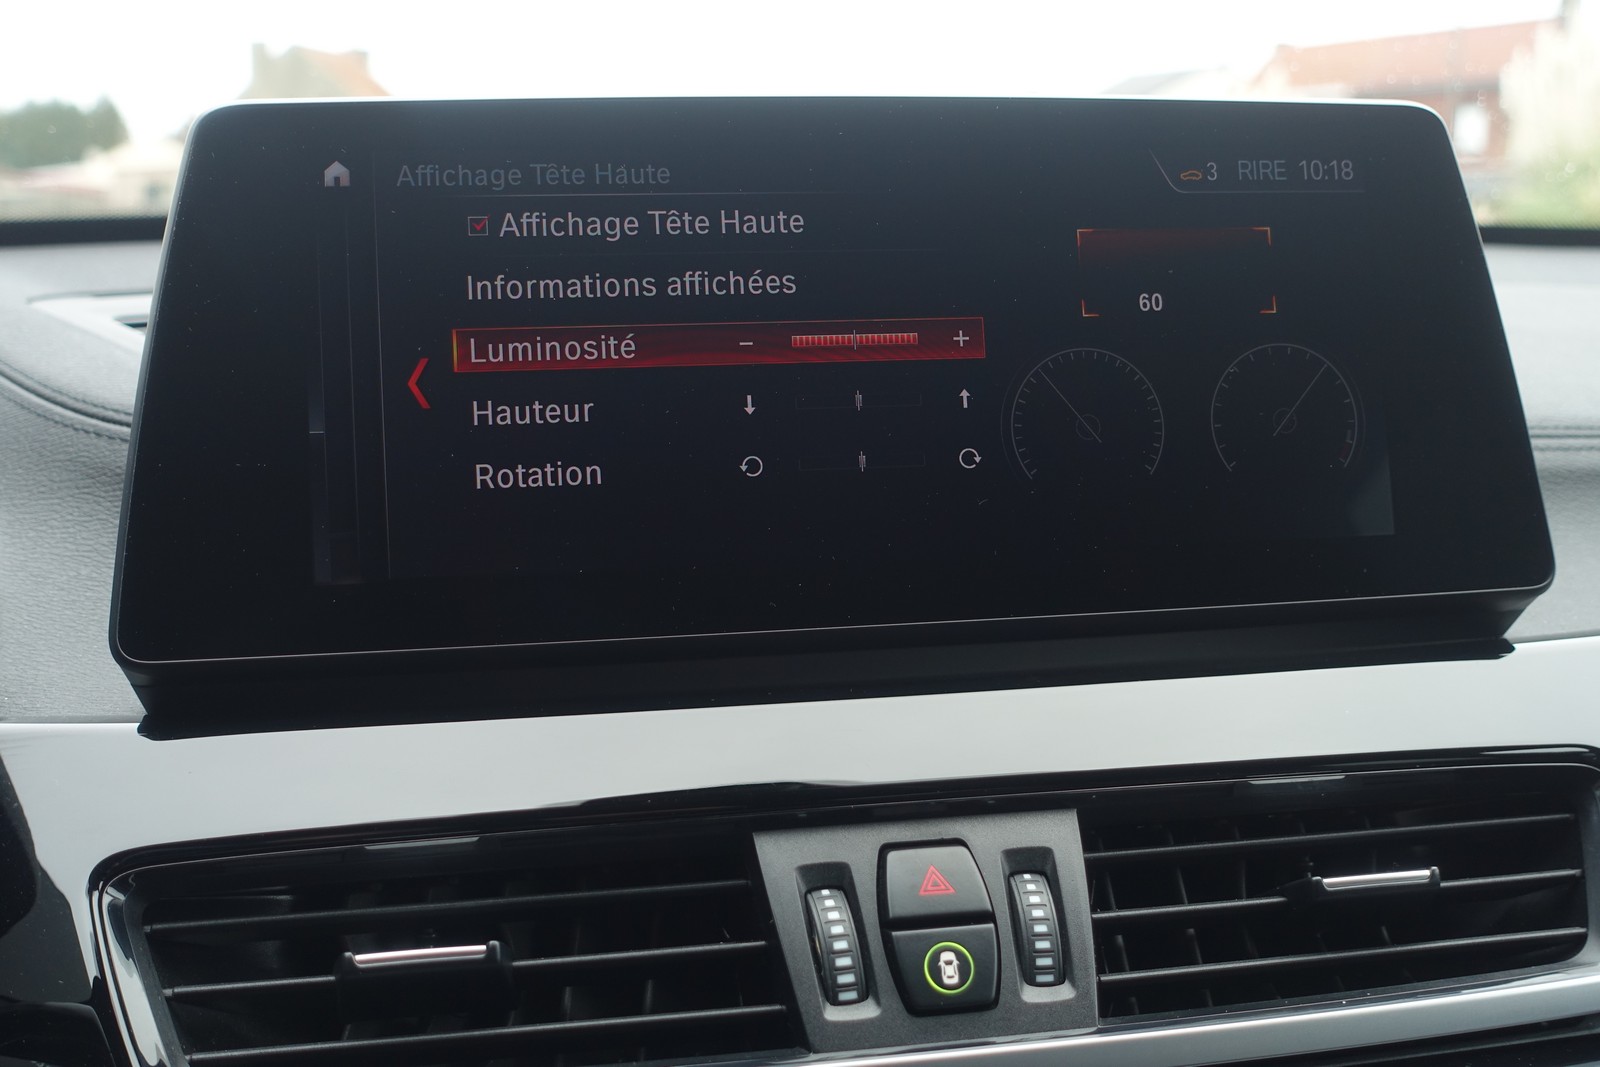 Affichage Tête Haute
3 RIRE 10:18
Affichage Tête Haute
Informations affichées
Luminosité - +
60
Hauteur
Rotation